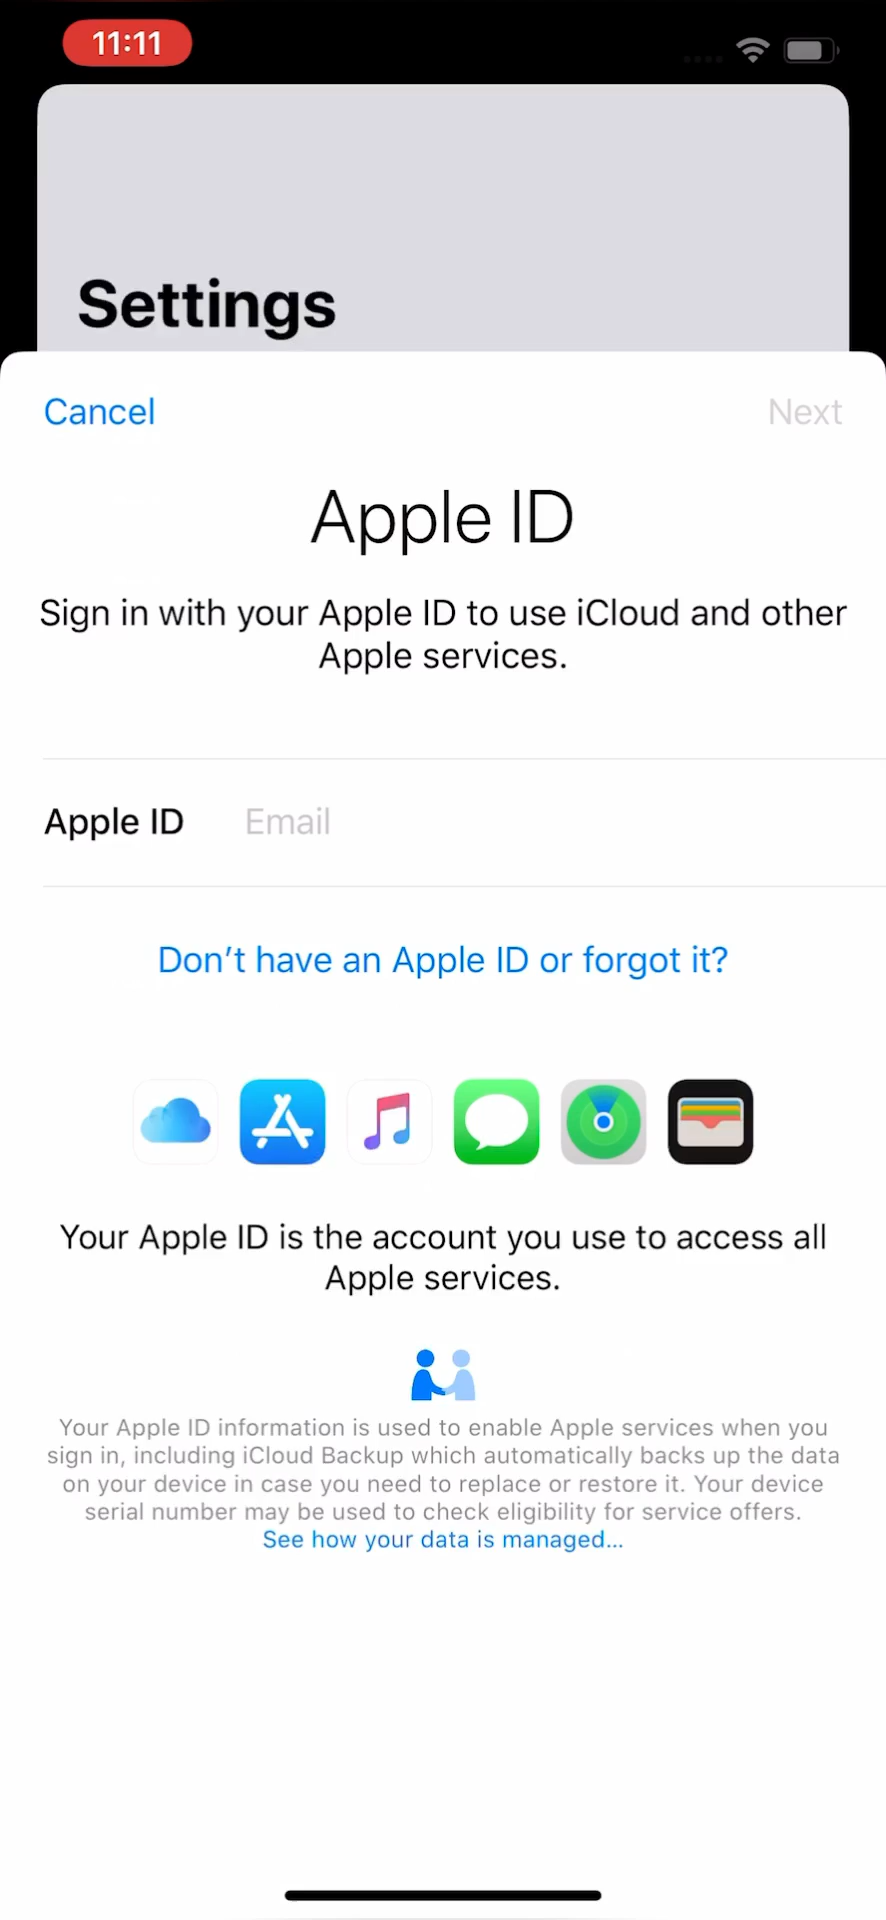 11:11
Settings
Cancel
Next
Apple ID
Sign in with your Apple ID to use iCloud and other
Apple services.
Apple ID
Email
Don’t have an Apple ID or forgot it?
Your Apple ID is the account you use to access all
Apple services.
Your Apple ID information is used to enable Apple services when you
sign in, including iCloud Backup which automatically backs up the data
on your device in case you need to replace or restore it. Your device
serial number may be used to check eligibility for service offers.
See how your data is managed...